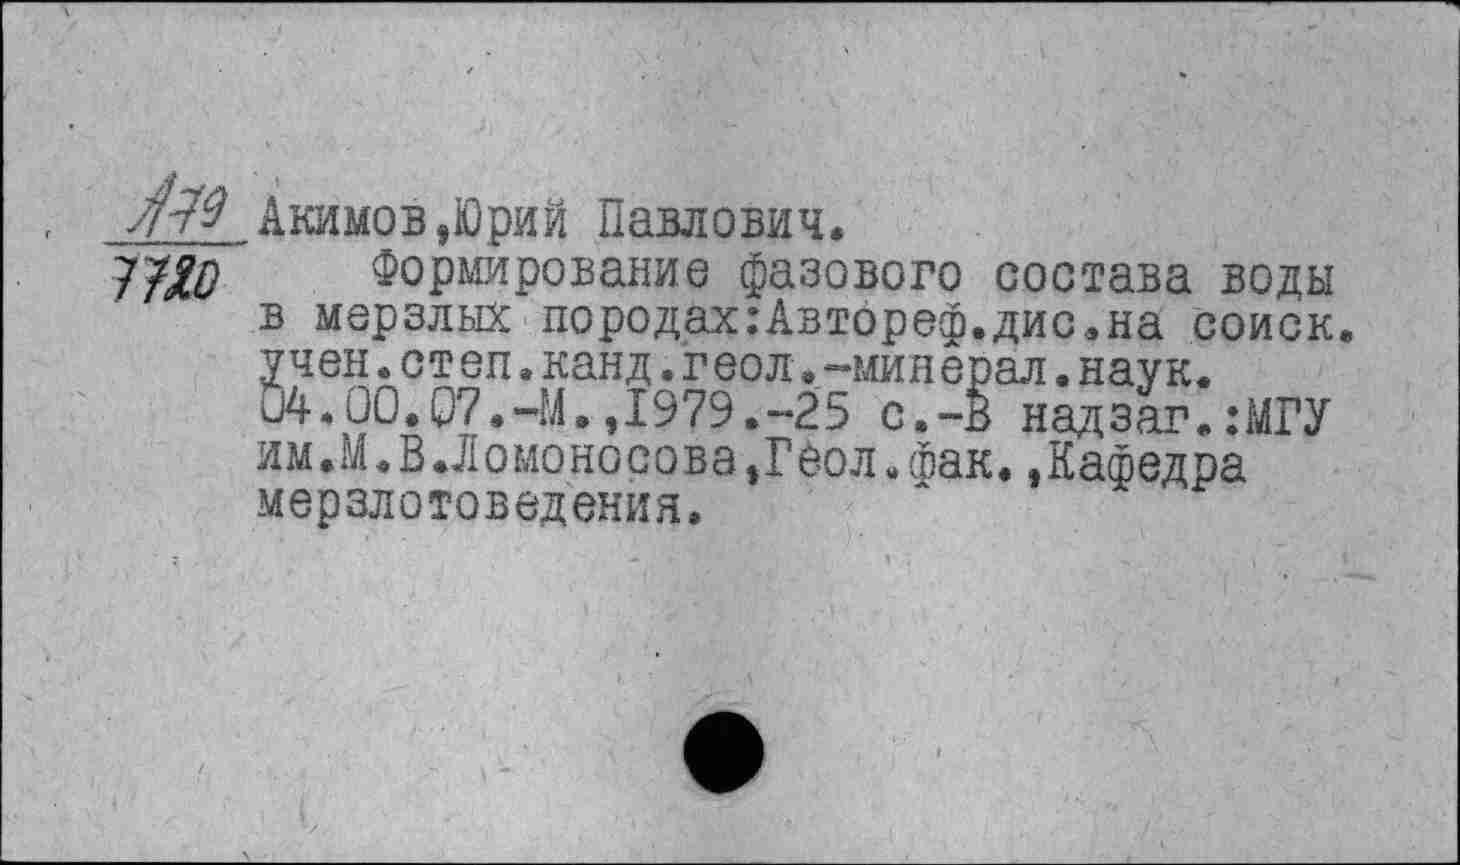 А79 Акимов,Юрий Павлович.
7720 Формирование фазового состава воды
в мерзлых породах:Автореф.дис.на соиск.
учен.степ.канд.геол.-минерал.наук.
04.00.07.-М.,1979.-25 с.-В надзаг.:МГУ
им.М.В.Ломоносова,Геол.фак.,Кафедра
мерзлотоведения.